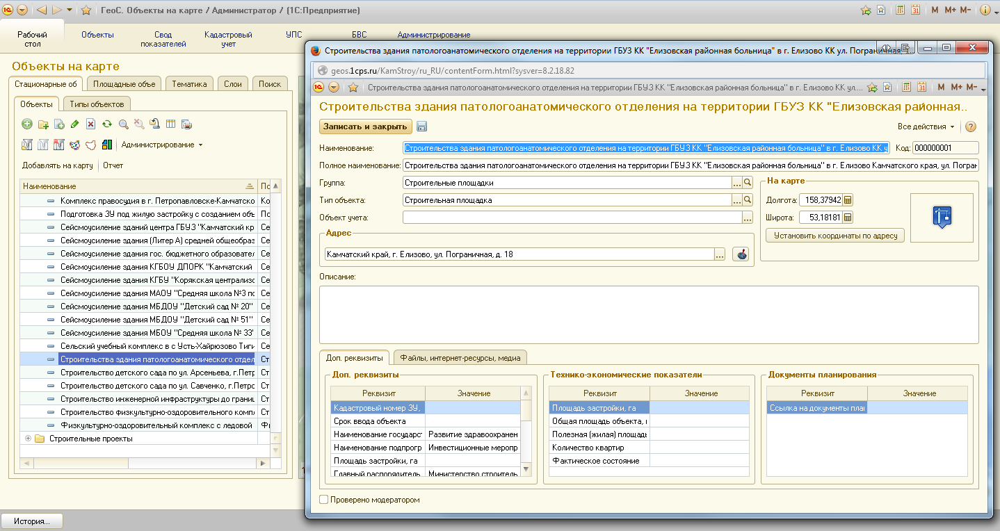 ГеоС. Объекты на карте / Администратор / (1С:Предприятие)
M M+ M-
Рабочий стол
Объекты
Свод показателей
Кадастровый учет
УПС
БВС
Администрирование
Объекты на карте
Стационарные об
Площадные объе
Тематика
Слои
Поиск
Объекты
Типы объектов
Администрирование
Добавлять на карту
Отчет
Наименование По
Комплекс правосудия в г. Петропавловске-Камчатско Ко
Подготовка ЗУ под жилую застройку с созданием объ По
Сейсмоусиление зданий центра ГБУЗ "Камчатский кр Се
Сейсмоусиление здания (Литер А) средней общеобраз Се
Сейсмоусиление здания гос. бюджетного образовател Се
Сейсмоусиление здания КГБОУ ДПОРК "Камчатский Се
Сейсмоусиление здания КГБУ "Корякская централизо Се
Сейсмоусиление здания МАОУ "Средняя школа №3 по Се
Сейсмоусиление здания МБДОУ "Детский сад № 20" Се
Сейсмоусиление здания МБДОУ "Детский сад № 51" Се
Сейсмоусиление здания МБОУ "Средняя школа № 33" Се
Сельский учебный комплекс в с Усть-Хайрюзово Тиги Се
Строительства здания патологоанатомического отдел Ст
Строительство детского сада по ул. Арсеньева, г.Петр Ст
Строительство детского сада по ул. Савченко, г.Петро Ст
Строительство инженерной инфраструктуры до границ Ст
Строительство физкультурно-оздоровительного компл Ст
Физкультурно-оздоровительный комплекс с ледовой Фи
Строительные проекты
История...
Строительства здания патологоанатомического отделения на территории ГБУЗ КК "Елизовская районная больница" в г. Елизово КК ул. Пограничная,
geos.1cps.ru/KamStroy/ru_RU/contentForm.html?sysver=8.2.18.82
Строительства здания патологоанатомического отделения на территории ГБУЗ КК "Елизовская районная больница" в г. Елизово КК ул....
M M+ M-
Строительства здания патологоанатомического отделения на территории ГБУЗ КК "Елизовская районная..
Записать и закрыть
Все действия
Наименование: Строительства здания патологоанатомического отделения на территории ГБУЗ КК "Елизовская районная больница" в г. Елизово КК у
Код: 000000001
Полное наименование: Строительства здания патологоанатомического отделения на территории ГБУЗ КК "Елизовская районная больница" в г. Елизово Камчатского края, ул. Погран
Группа: Строительные площадки
Тип объекта: Строительная площадка
Объект учета:
На карте
Долгота: 158,37942
Широта: 53,18181
Установить координаты по адресу
Адрес
Камчатский край, г. Елизово, ул. Пограничная, д. 18
Описание:
Доп. реквизиты
Файлы, интернет-ресурсы, медиа
Доп. реквизиты
Реквизит Значение
Кадастровый номер ЗУ,
Срок ввода объекта
Наименование государст Развитие здравоохранен
Наименование подпрогр Инвестиционные меропр
Площадь застройки, га
Главный распорядитель Министерство строитель
Технико-экономические показатели
Реквизит Значение
Площадь застройки, га
Общая площадь объекта, к
Полезная (жилая) площадь
Количество квартир
Фактическое состояние
Документы планирования
Реквизит Значение
Ссылка на документы план
Проверено модератором